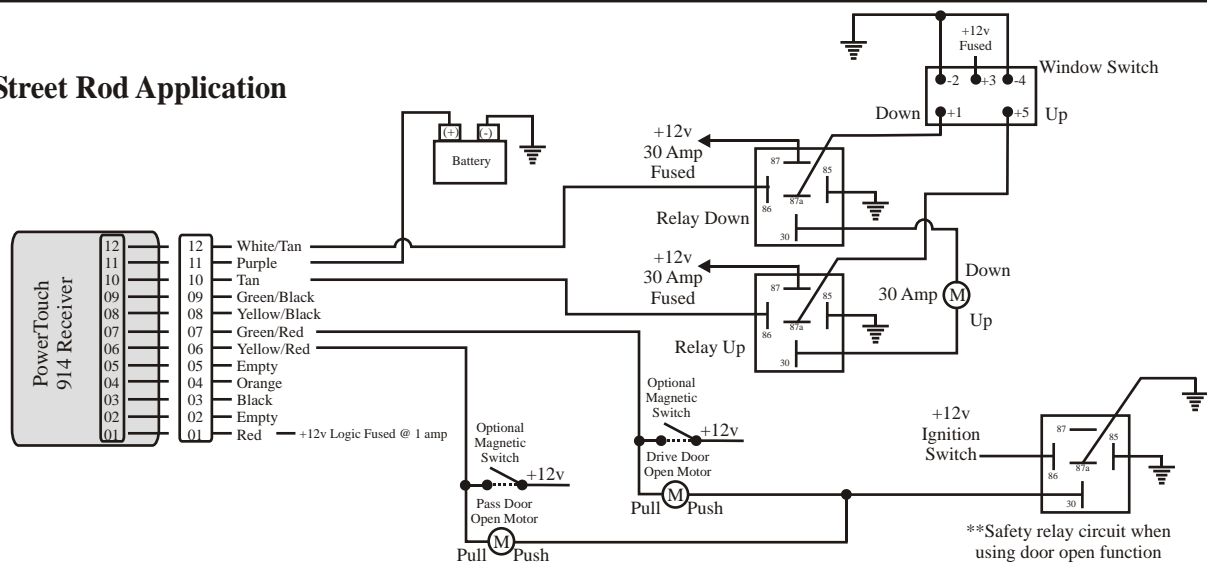 Street Rod Application
+12v
Fused
Window Switch
-2
+3
-4
Down
+1
+5
Up
(+)
(-)
Battery
+12v
30 Amp
Fused
87
85
86
87a
30
Relay Down
+12v
30 Amp
Fused
87
85
86
87a
30
Relay Up
Down
30 Amp
M
Up
PowerTouch
914 Receiver
12 12 White/Tan
11 11 Purple
10 10 Tan
09 09 Green/Black
08 08 Yellow/Black
07 07 Green/Red
06 06 Yellow/Red
05 05 Empty
04 04 Orange
03 03 Black
02 02 Empty
01 01 Red
+12v Logic Fused @ 1 amp
Optional
Magnetic
Switch
+12v
Pass Door
Open Motor
Pull
M
Push
Optional
Magnetic
Switch
+12v
Drive Door
Open Motor
Pull
M
Push
+12v
Ignition
Switch
87
85
86
87a
30
**Safety relay circuit when
using door open function